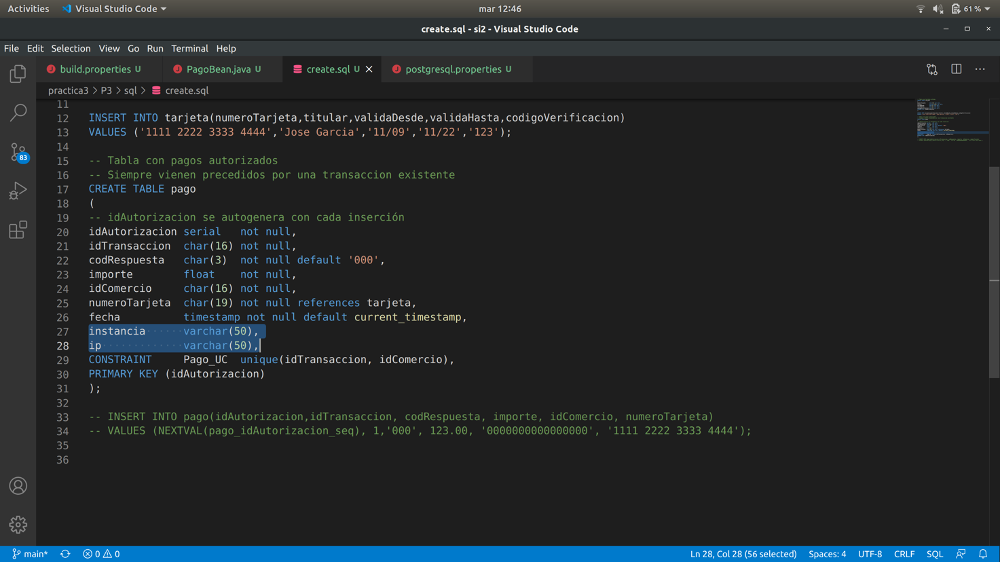 Activities Visual Studio Code mar 12:46 61 %
create.sql - si2 - Visual Studio Code
File Edit Selection View Go Run Terminal Help
build.properties U PagoBean.java U create.sql U postgresql.properties U
practica3 > P3 > sql > create.sql
11
12 INSERT INTO tarjeta(numeroTarjeta,titular,validaDesde,validaHasta,codigoVerificacion)
13 VALUES ('1111 2222 3333 4444','Jose Garcia','11/09','11/22','123');
14
15 -- Tabla con pagos autorizados
16 -- Siempre vienen precedidos por una transaccion existente
17 CREATE TABLE pago
18 (
19 -- idAutorizacion se autogenera con cada inserción
20 idAutorizacion serial not null,
21 idTransaccion char(16) not null,
22 codRespuesta char(3) not null default '000',
23 importe float not null,
24 idComercio char(16) not null,
25 numeroTarjeta char(19) not null references tarjeta,
26 fecha timestamp not null default current_timestamp,
27 instancia varchar(50),
28 ip varchar(50),
29 CONSTRAINT Pago_UC unique(idTransaccion, idComercio),
30 PRIMARY KEY (idAutorizacion)
31 );
32
33 -- INSERT INTO pago(idAutorizacion,idTransaccion, codRespuesta, importe, idComercio, numeroTarjeta)
34 -- VALUES (NEXTVAL(pago_idAutorizacion_seq), 1,'000', 123.00, '0000000000000000', '1111 2222 3333 4444');
35
36
83
main* 0 0 Ln 28, Col 28 (56 selected) Spaces: 4 UTF-8 CRLF SQL